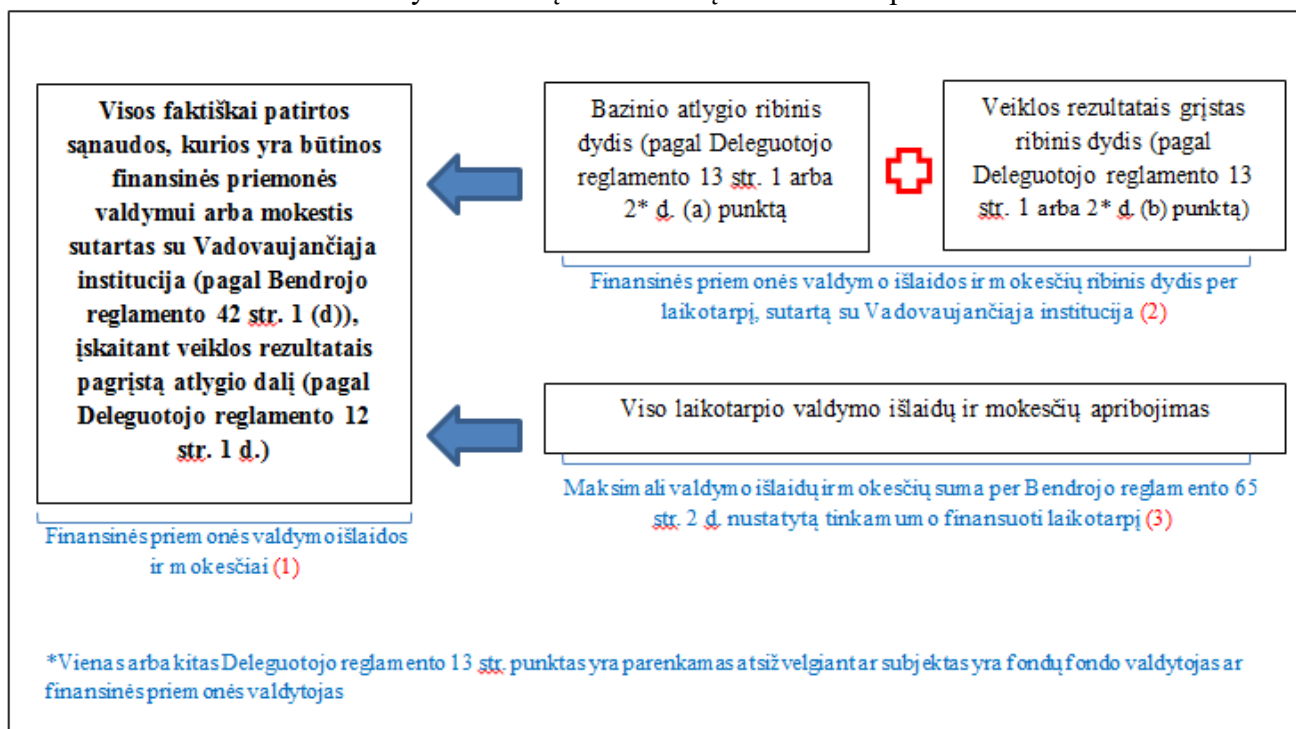 Visos faktiškai patirtos
sąnaudos, kurios yra būtinos
finansinės priemonės
valdymui arba mokestis
sutartas su Vadovaujančiąja
institucija (pagal Bendrojo
reglamento 42 str. 1 (d)),
įskaitant veiklos rezultatais
pagrįstą atlygio dalį (pagal
Deleguotojo reglamento 12
str. 1 d.)
Finansinės priemonės valdymo išlaidos
ir mokesčiai (1)
Bazinio atlygio ribinis
dydis (pagal Deleguotojo
reglamento 13 str. 1 arba
2* d. (a) punktą
Veiklos rezultatais grįstas
ribinis dydis (pagal
Deleguotojo reglamento 13
str. 1 arba 2* d. (b) punktą)
Finansinės priemonės valdymo išlaidos ir mokesčių ribinis dydis per
laikotarpį, sutartą su Vadovaujančiąja institucija (2)
Viso laikotarpio valdymo išlaidų ir mokesčių apribojimas
Maksimali valdymo išlaidų ir mokesčių suma per Bendrojo reglamento 65
str. 2 d. nustatytą tinkamumo finansuoti laikotarpį (3)
*Vienas arba kitas Deleguotojo reglamento 13 str. punktas yra parenkamas atsižvelgiant ar subjektas yra fondų fondo valdytojas ar
finansinės priemonės valdytojas